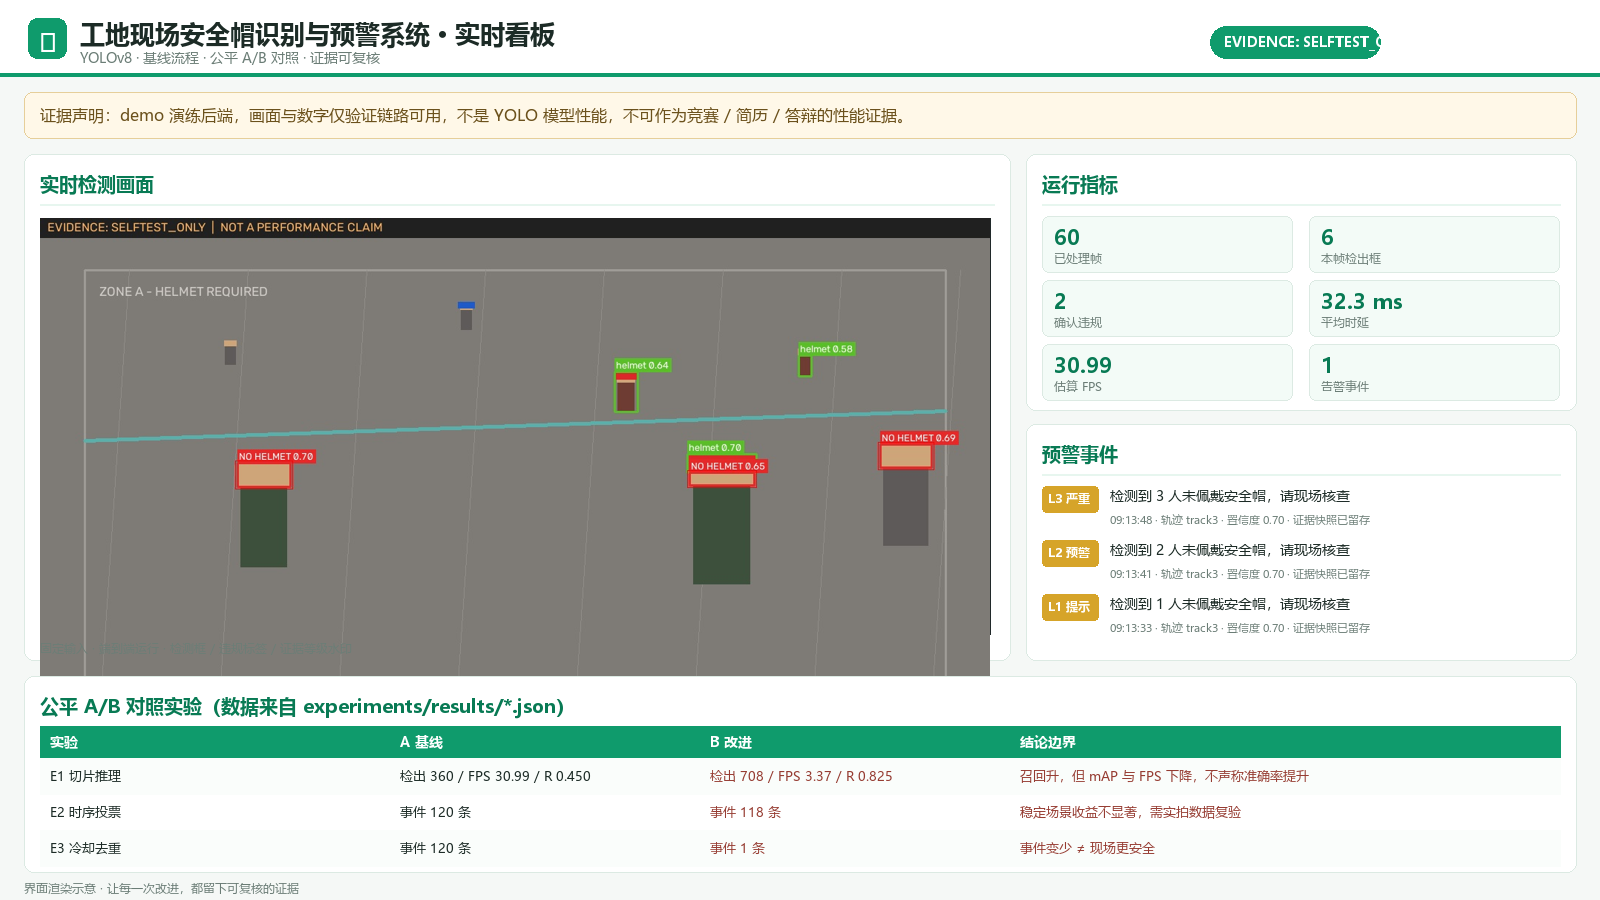 工地现场安全帽识别与预警系统 · 实时看板
YOLOv8 · 基线流程 · 公平 A/B 对照 · 证据可复核
EVIDENCE: SELFTEST_
证据声明：demo 演练后端，画面与数字仅验证链路可用，不是 YOLO 模型性能，不可作为竞赛 / 简历 / 答辩的性能证据。
实时检测画面
EVIDENCE: SELFTEST_ONLY | NOT A PERFORMANCE CLAIM
ZONE A - HELMET REQUIRED
helmet 0.58
helmet 0.64
NO HELMET 0.69
helmet 0.70
NO HELMET 0.70
NO HELMET 0.65
运行指标
60
已处理帧
6
本帧检出框
2
确认违规
32.3 ms
平均时延
30.99
估算 FPS
1
告警事件
预警事件
L3 严重
检测到 3 人未佩戴安全帽，请现场核查
09:13:48 · 轨迹 track3 · 置信度 0.70 · 证据快照已留存
L2 预警
检测到 2 人未佩戴安全帽，请现场核查
09:13:41 · 轨迹 track3 · 置信度 0.70 · 证据快照已留存
L1 提示
检测到 1 人未佩戴安全帽，请现场核查
09:13:33 · 轨迹 track3 · 置信度 0.70 · 证据快照已留存
公平 A/B 对照实验（数据来自 experiments/results/*.json）
实验 A 基线 B 改进 结论边界
E1 切片推理 检出 360 / FPS 30.99 / R 0.450 检出 708 / FPS 3.37 / R 0.825 召回升，但 mAP 与 FPS 下降，不声称准确率提升
E2 时序投票 事件 120 条 事件 118 条 稳定场景收益不显著，需实拍数据复验
E3 冷却去重 事件 120 条 事件 1 条 事件变少 ≠ 现场更安全
界面渲染示意 · 让每一次改进，都留下可复核的证据